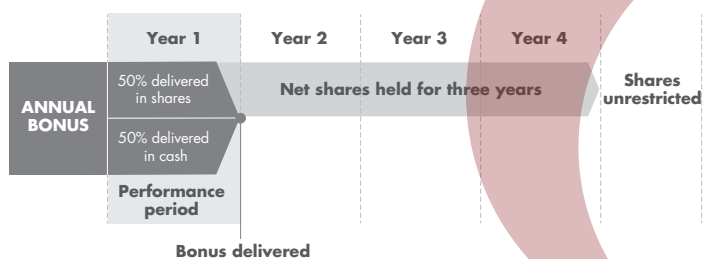 Year 1
Year 2
Year 3
Year 4
ANNUAL
BONUS
50% delivered
in shares
50% delivered
in cash
Net shares held for three years
Shares
unrestricted
Performance
period
Bonus delivered